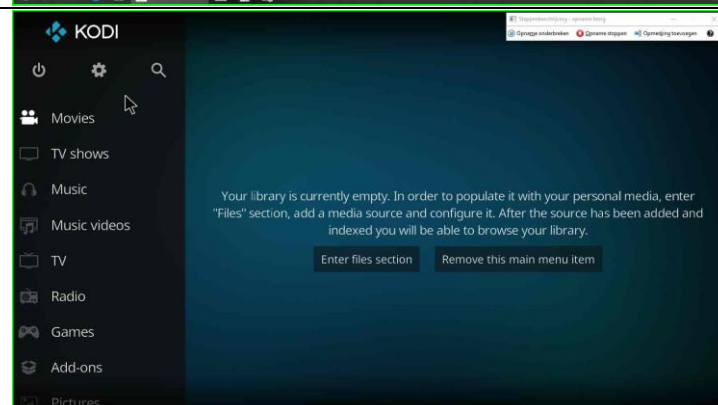 KODI
Stappenbeschrijving - opname bezig
Opname onderbreken Opname stoppen Opmerking toevoegen
Movies
TV shows
Music
Music videos
TV
Radio
Games
Add-ons
Pictures
Your library is currently empty. In order to populate it with your personal media, enter
"Files" section, add a media source and configure it. After the source has been added and
indexed you will be able to browse your library.
Enter files section Remove this main menu item